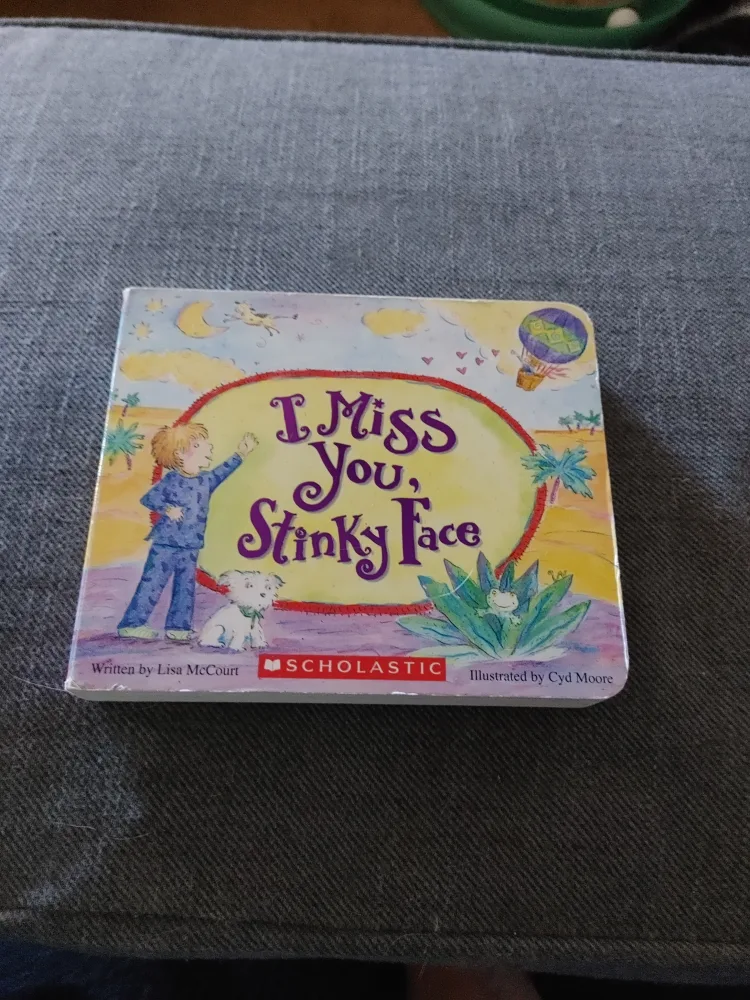 I Miss
You,
Stinky Face
Written by Lisa McCourt
SCHOLASTIC
Illustrated by Cyd Moore